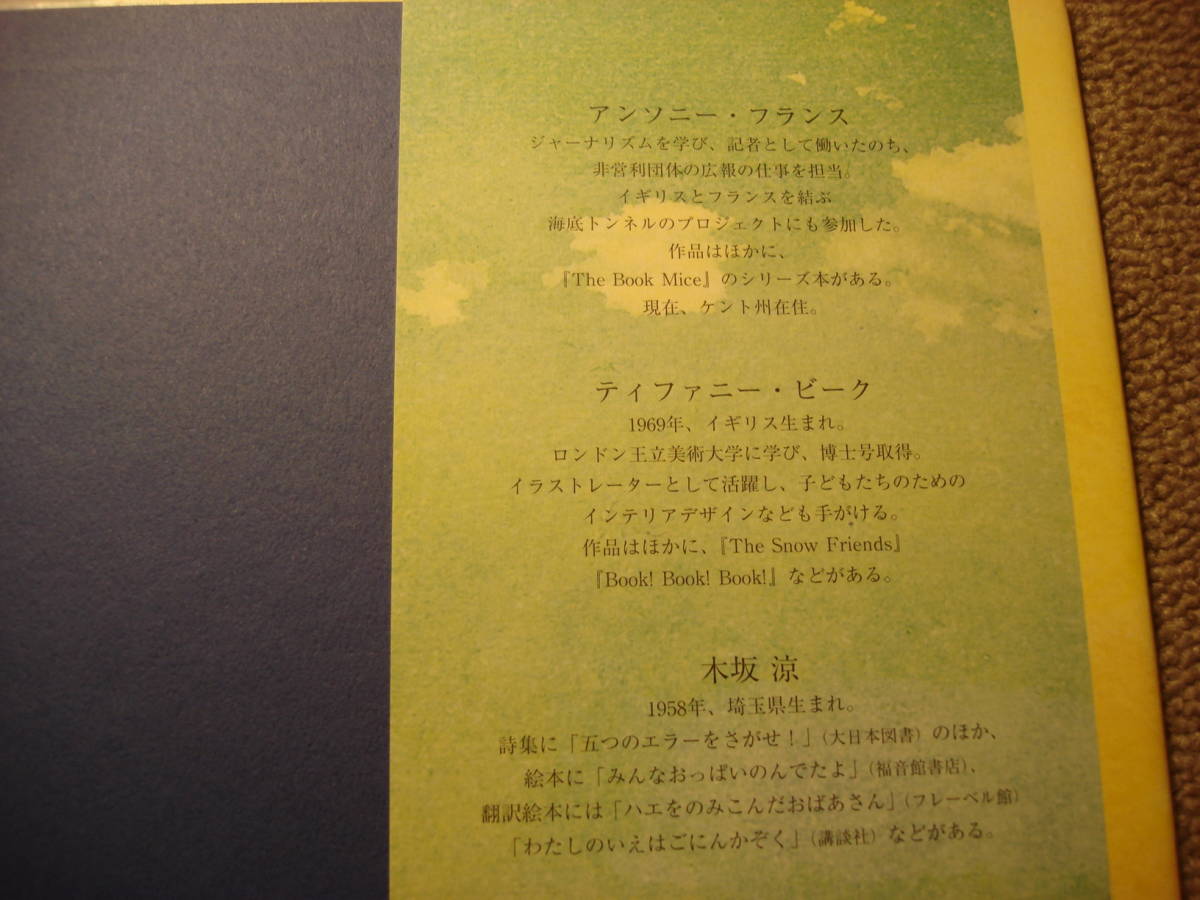 アンソニー・フランス
ジャーナリズムを学び、記者として働いたのち、
非営利団体の広報の仕事を担当。
イギリスとフランスを結ぶ
海底トンネルのプロジェクトにも参加した。
作品はほかに、
『The Book Mice』のシリーズ本がある。
現在、ケント州在住。
ティファニー・ビーク
1969年、イギリス生まれ。
ロンドン王立美術大学に学び、博士号取得。
イラストレーターとして活躍し、子どもたちのための
インテリアデザインなども手がける。
作品はほかに、『The Snow Friends』
『Book! Book! Book!』などがある。
木坂 涼
1958年、埼玉県生まれ。
詩集に「五つのエラーをさがせ！」（大日本図書）のほか、
絵本に「みんなおっぱいのんでたよ」（福音館書店）、
翻訳絵本には「ハエをのみこんだおばあさん」（フレーベル館）
「わたしのいえはごにんかぞく」（講談社）などがある。